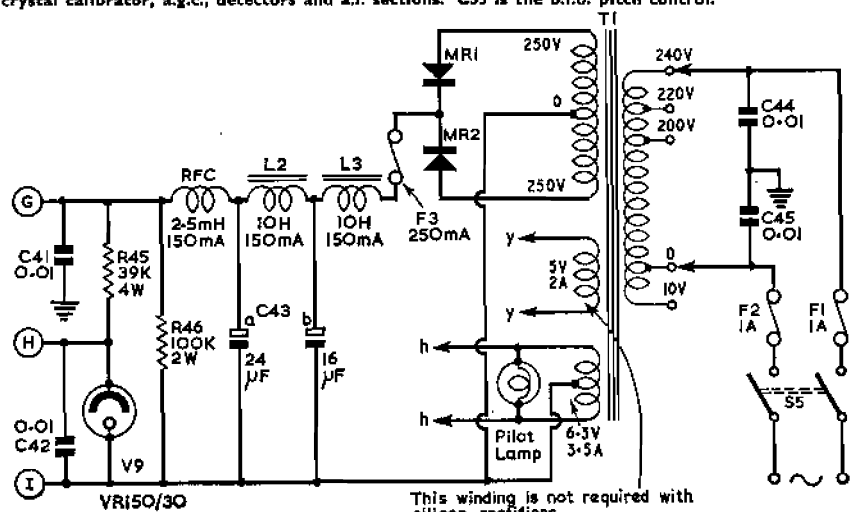 crystal calibrator, a.g.c., detectors and a.f. sections. C55 is the b.f.o. pitch control.
T1
250V
MR1
240V
220V
C44
0·01
0
200V
MR2
RFC
L2
L3
250V
G
2·5mH
150mA
10H
150mA
10H
150mA
F3
250mA
C45
0·01
C41
0·01
R45
39K
4W
y
5V
2A
0
10V
y
a
C43
b
F2
1A
F1
1A
R46
100K
2W
H
24
µF
16
µF
h
S5
0·01
C42
h
Pilot
Lamp
6·3V
3·5A
V9
I
VR150/30
This winding is not required with
silicon rectifiers